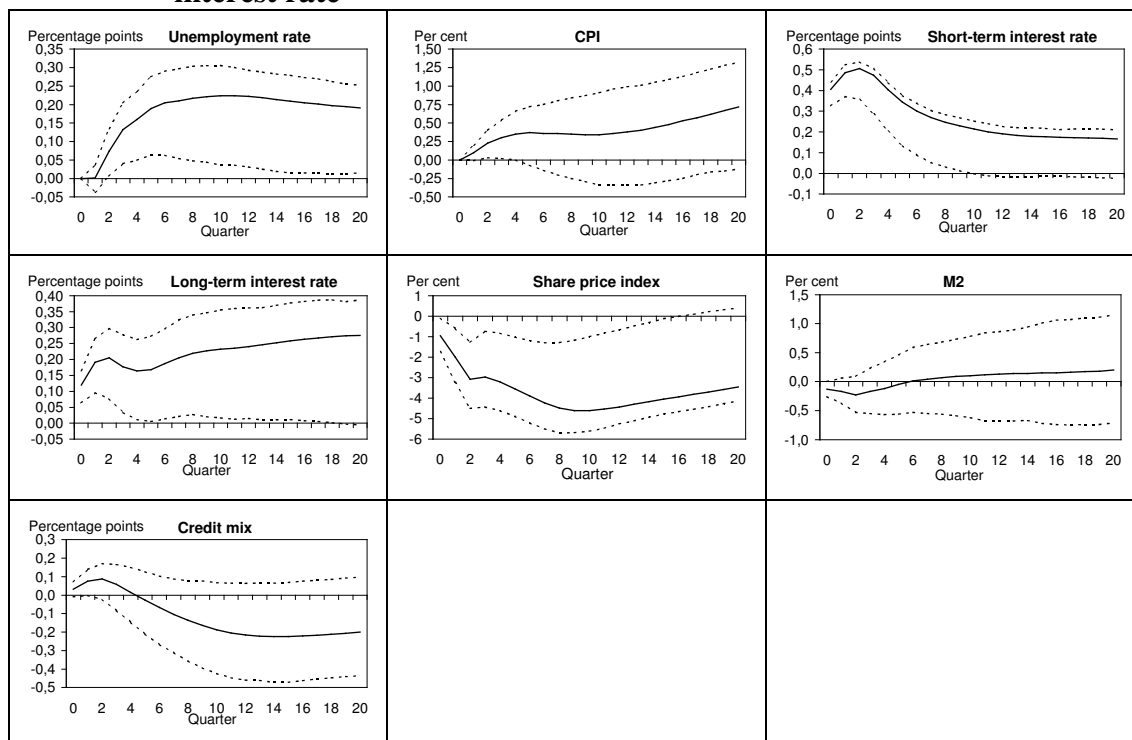 interest rate
Percentage points Unemployment rate
0,35
0,30
0,25
0,20
0,15
0,10
0,05
0,00
-0,05
0 2 4 6 8 10 12 14 16 18 20
Quarter
Per cent CPI
1,50
1,25
1,00
0,75
0,50
0,25
0,00
-0,25
-0,50
0 2 4 6 8 10 12 14 16 18 20
Quarter
Percentage points Short-term interest rate
0,6
0,5
0,4
0,3
0,2
0,1
0,0
-0,1
0 2 4 6 8 10 12 14 16 18 20
Quarter
Percentage points Long-term interest rate
0,40
0,35
0,30
0,25
0,20
0,15
0,10
0,05
0,00
-0,05
0 2 4 6 8 10 12 14 16 18 20
Quarter
Per cent Share price index
1
0
-1
-2
-3
-4
-5
-6
0 2 4 6 8 10 12 14 16 18 20
Quarter
Per cent M2
1,5
1,0
0,5
0,0
-0,5
-1,0
0 2 4 6 8 10 12 14 16 18 20
Quarter
Percentage points Credit mix
0,3
0,2
0,1
0,0
-0,1
-0,2
-0,3
-0,4
-0,5
0 2 4 6 8 10 12 14 16 18 20
Quarter